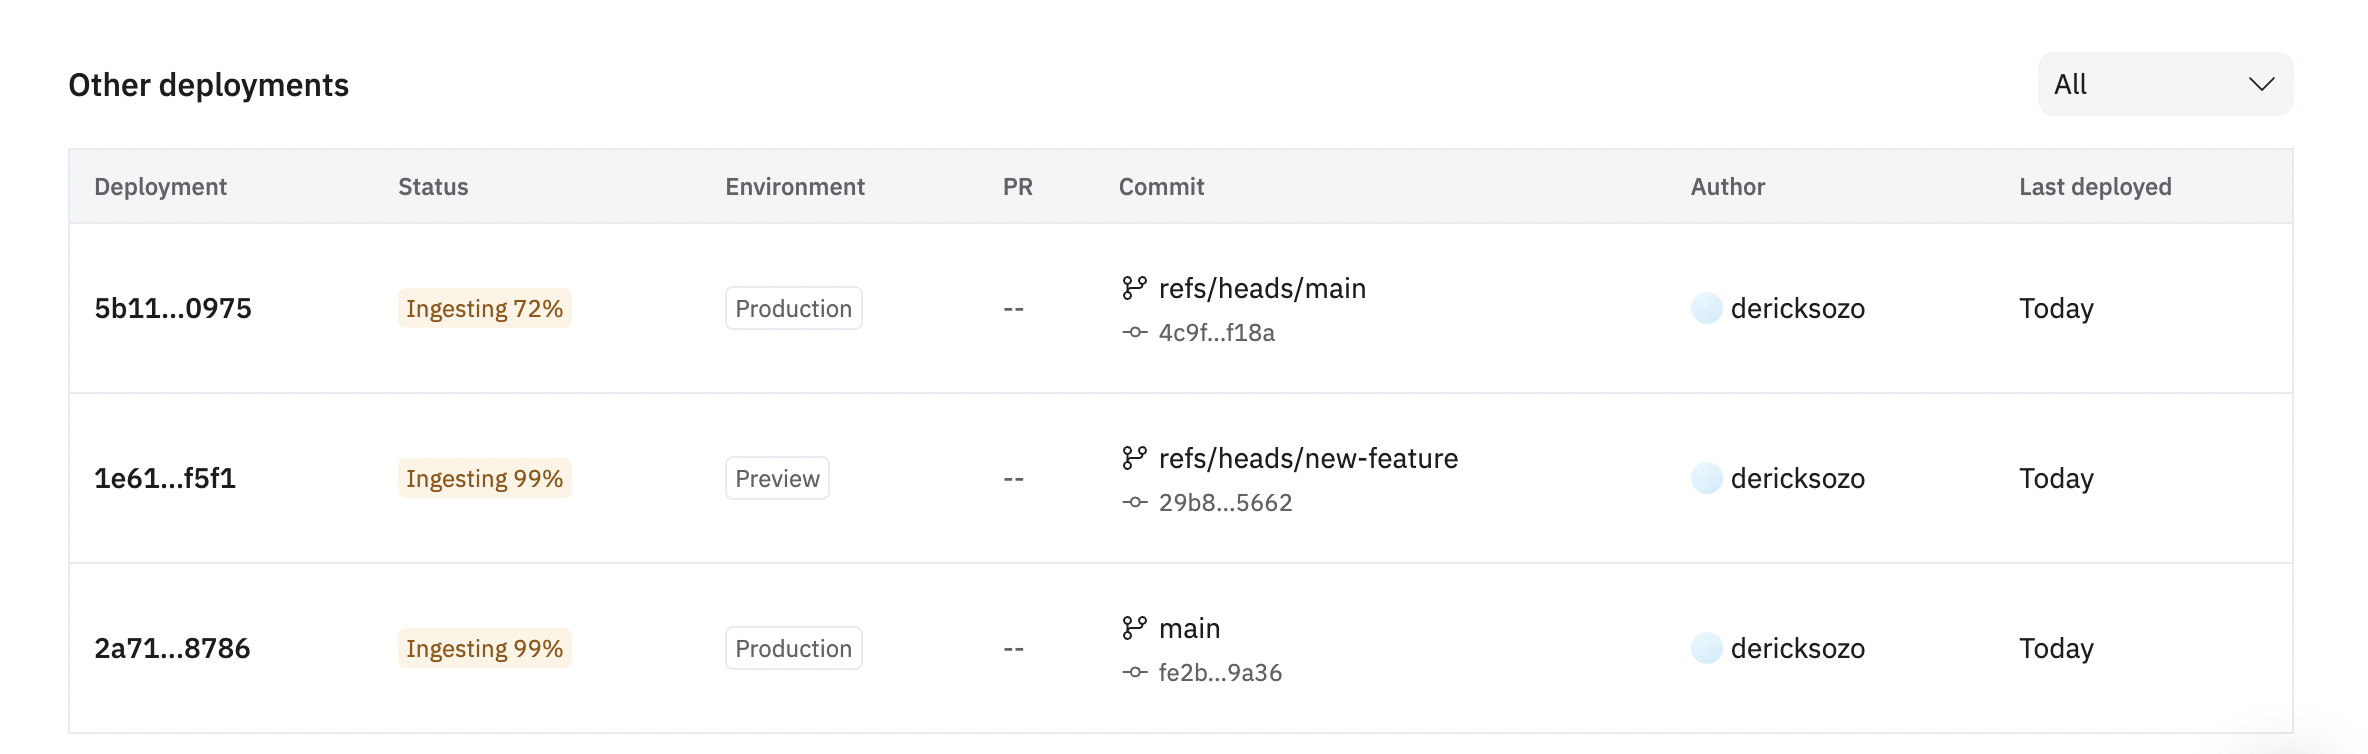 Other deployments
All
Deployment Status Environment PR Commit Author Last deployed
5b11...0975 Ingesting 72% Production -- refs/heads/main dericksozo Today
4c9f...f18a
1e61...f5f1 Ingesting 99% Preview -- refs/heads/new-feature dericksozo Today
29b8...5662
2a71...8786 Ingesting 99% Production -- main dericksozo Today
fe2b...9a36